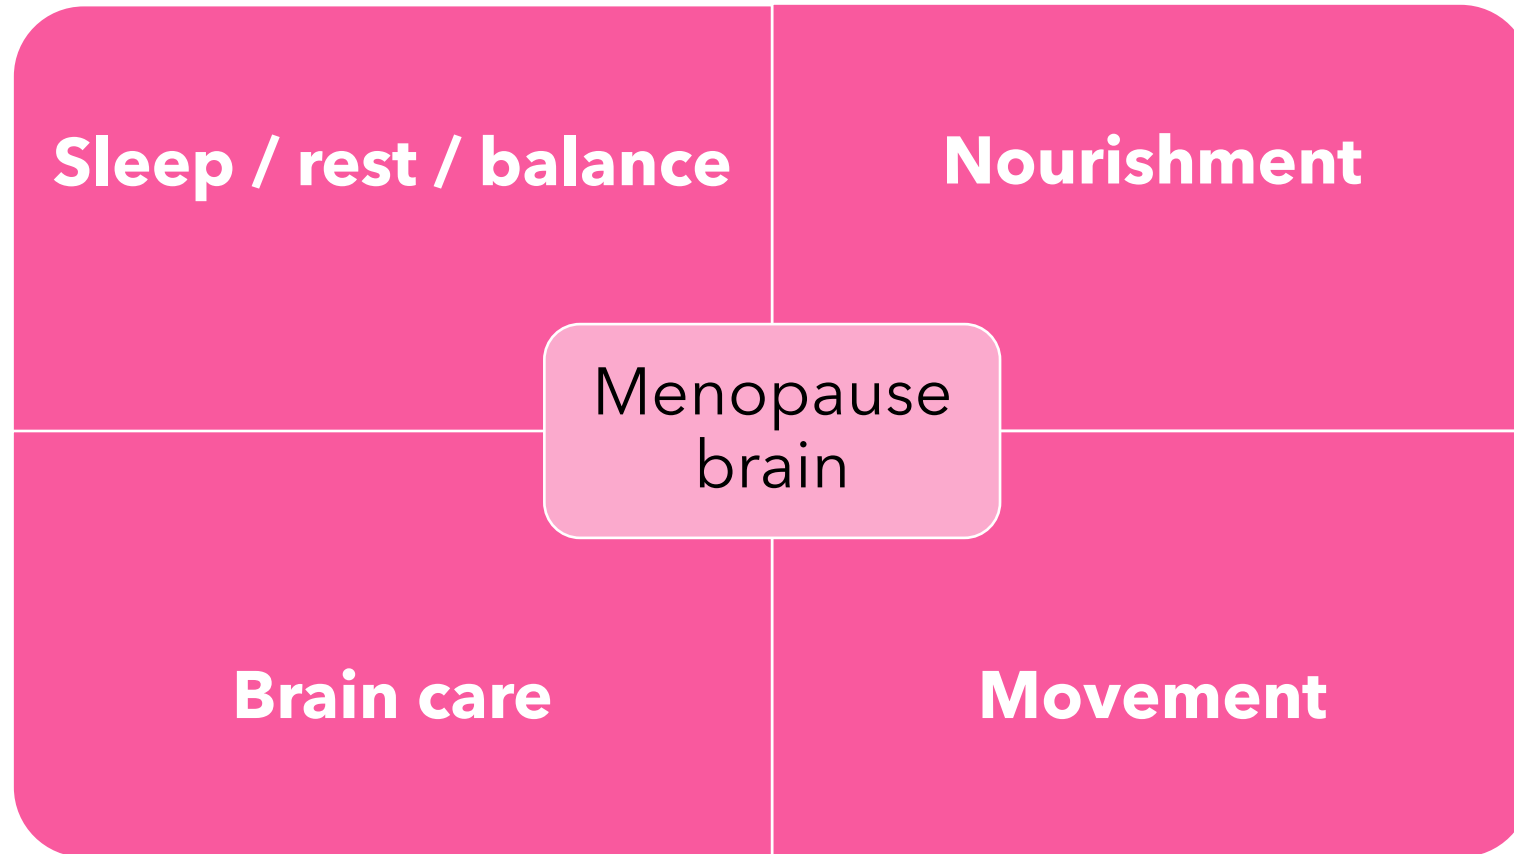 Sleep / rest / balance
Nourishment
Menopause
brain
Brain care
Movement